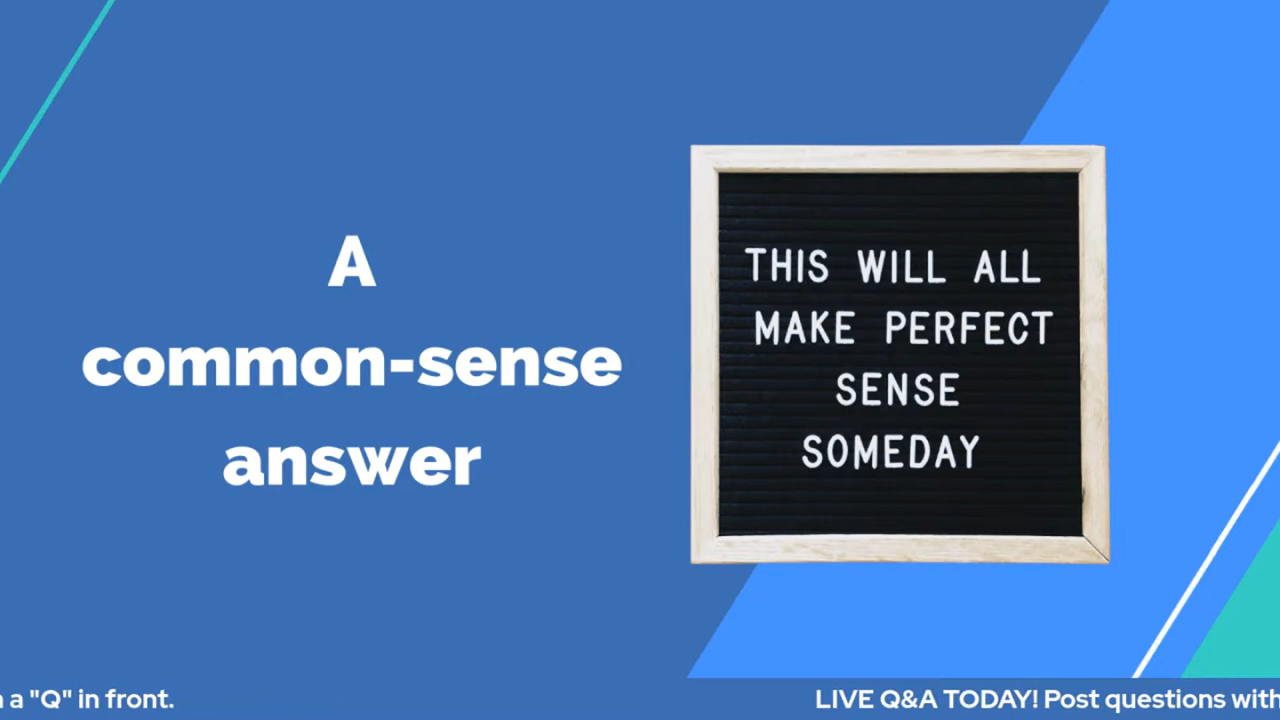 A
common-sense
answer
THIS WILL ALL
MAKE PERFECT
SENSE
SOMEDAY
a "Q" in front.
LIVE Q&A TODAY! Post questions with